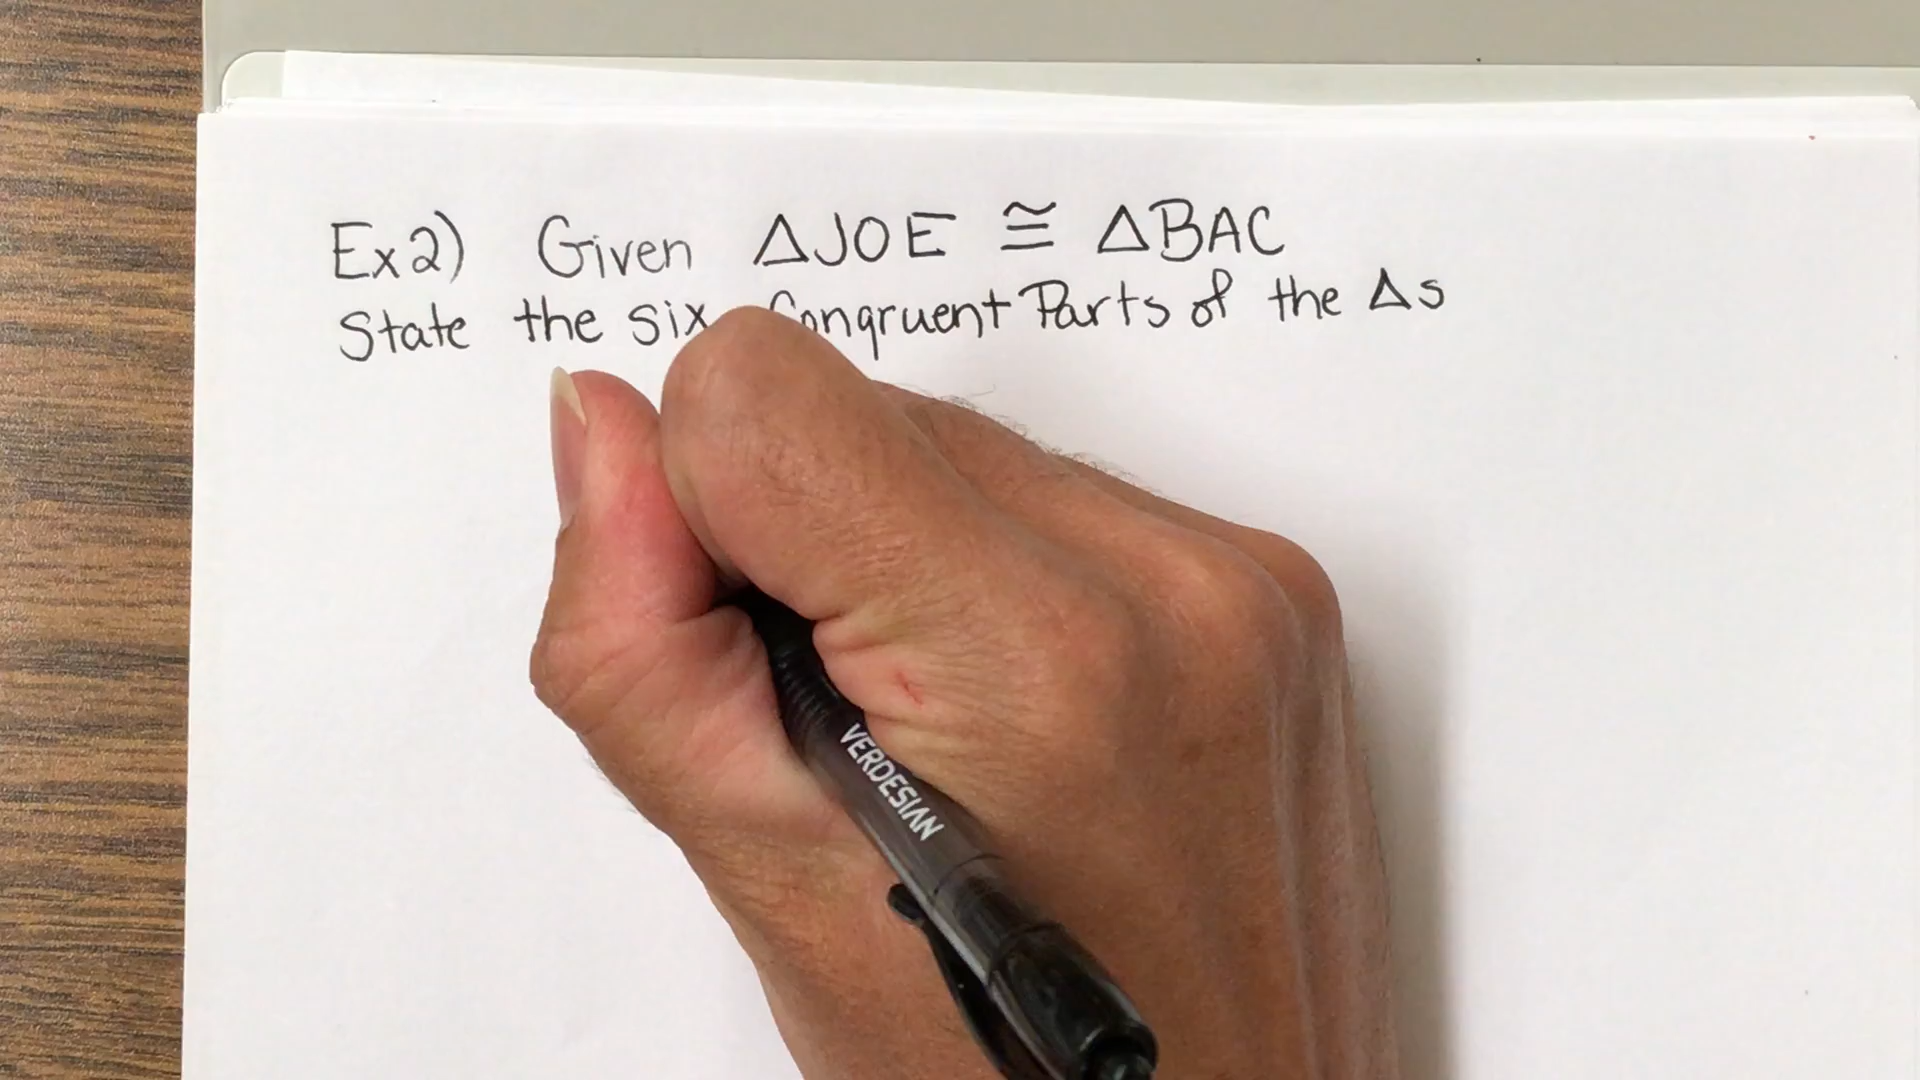 Ex2) Given ΔJOE ≅ ΔBAC
State the six Congruent Parts of the Δs
VERDESIAN